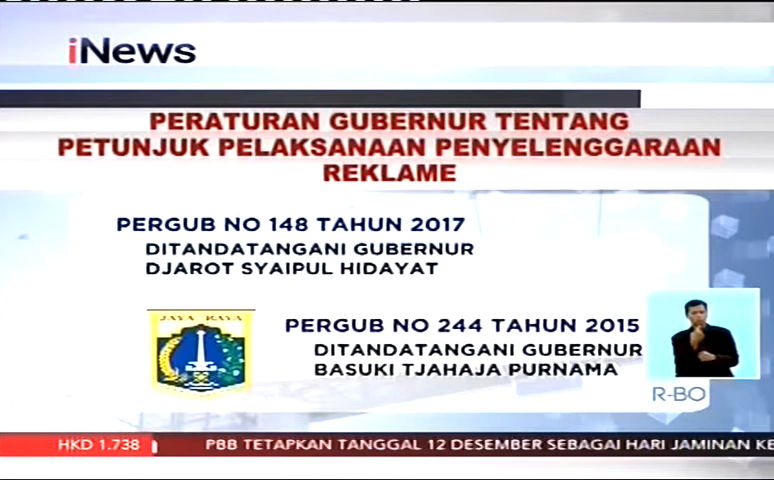 iNews
PERATURAN GUBERNUR TENTANG
PETUNJUK PELAKSANAAN PENYELENGGARAAN
REKLAME
PERGUB NO 148 TAHUN 2017
DITANDATANGANI GUBERNUR
DJAROT SYAIPUL HIDAYAT
JAYA RAYA
PERGUB NO 244 TAHUN 2015
DITANDATANGANI GUBERNUR
BASUKI TJAHAJA PURNAMA
R-BO
HKD 1.738 PBB TETAPKAN TANGGAL 12 DESEMBER SEBAGAI HARI JAMINAN KE